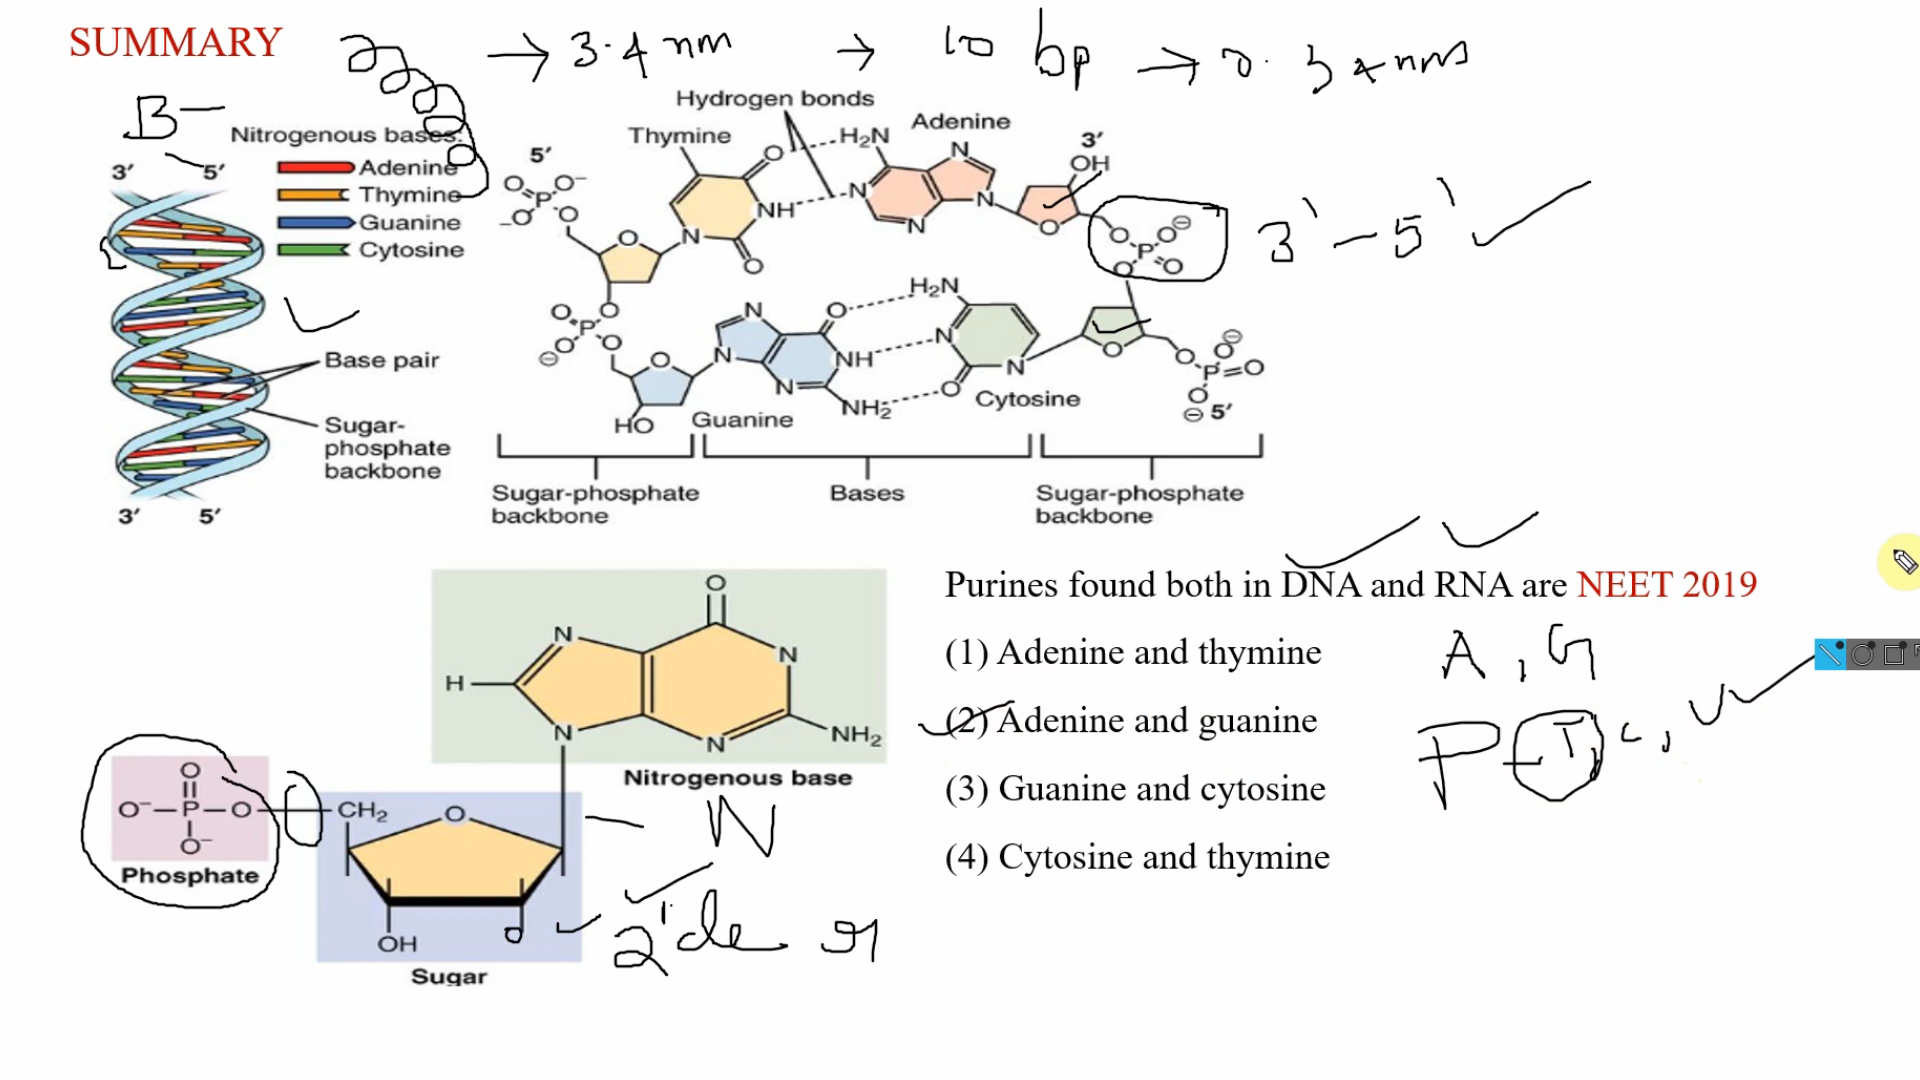 SUMMARY
→ 3.4 nm → 10 bp → 0.34 nm
B-
Nitrogenous bases:
Adenine
Thymine
Guanine
Cytosine
3′ 5′
Base pair
Sugar-
phosphate
backbone
3′ 5′
Hydrogen bonds
Thymine
Adenine
5′
3′
O
H₂N
N
OH
O
O⁻
P
⁻O
O
NH
N
N
N
N
O
O
O
O
O
P
O
⊖
O
3' – 5'
O
P
O
⊖O
O
O
N
N
O
H₂N
N
NH
N
NH₂
O
N
O
O
P
O
O
⊖
⊖ 5′
HO
Guanine
Cytosine
Sugar-phosphate
backbone
Bases
Sugar-phosphate
backbone
O
N
N
H
N
N
NH₂
Nitrogenous base
O
O⁻–P–O
O⁻
Phosphate
CH₂
O
OH
Sugar
N
2' de
Purines found both in DNA and RNA are NEET 2019
(1) Adenine and thymine
(2) Adenine and guanine
(3) Guanine and cytosine
(4) Cytosine and thymine
A , G
P - T, C, U